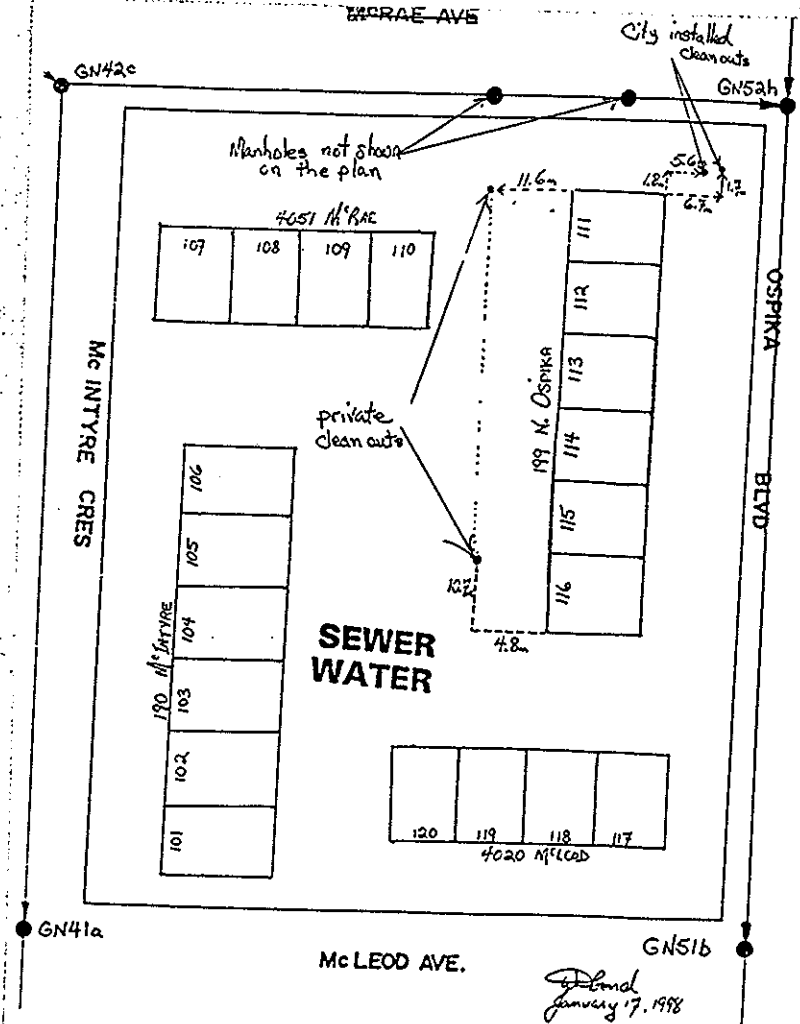 McRAE AVE
City installed
clean outs
GN42c
GN52h
Manholes not shown
on the plan
5.6m
11.6m
1.2m
1.7m
6.7m
4051 McRAE
107 108 109 110
111
112
113
114
115
116
199 N. OSPIKA
OSPIKA BLVD
Mc INTYRE CRES
private
clean outs
106
105
104
103
102
101
190 McINTYRE
SEWER
WATER
4.8m
120 119 118 117
4020 McLEOD
GN41a
GN51b
Mc LEOD AVE.
January 17, 1998